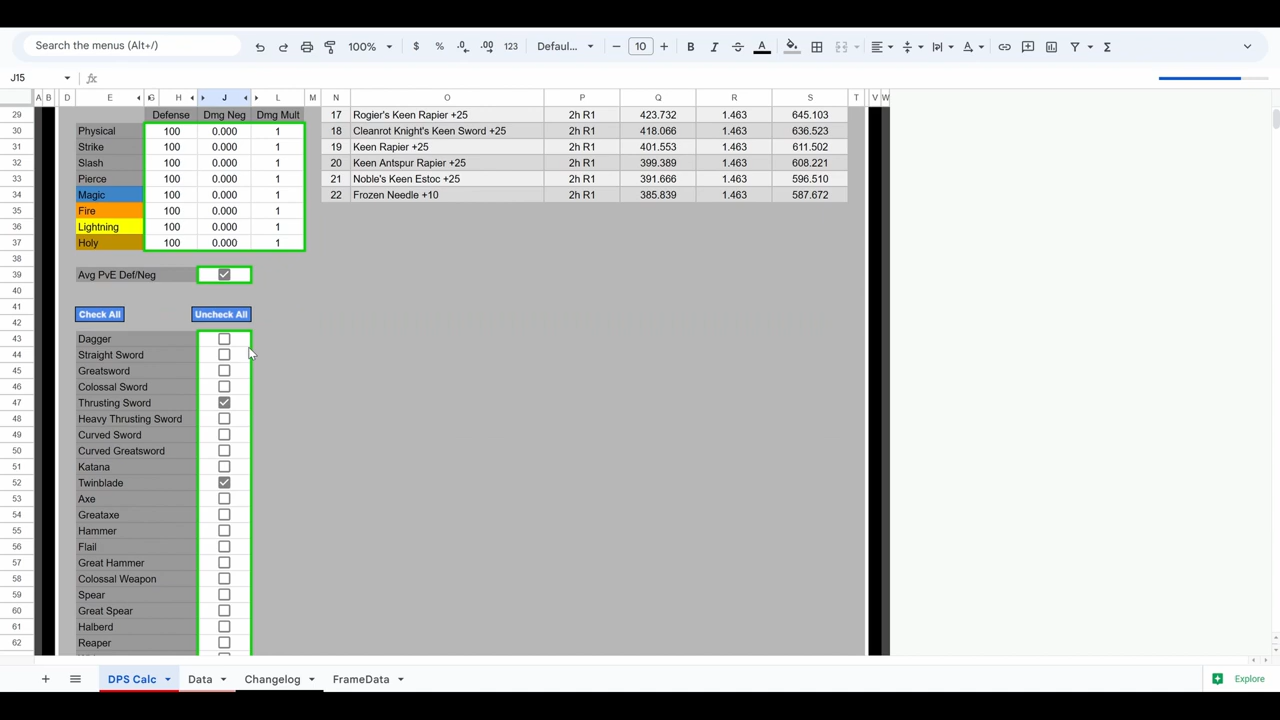 Search the menus (Alt+/)
100%
$ % .0 .00 123
Defaul...
10
B I S A
Σ
J15
fx
A B D E G H J L M N O P Q R S T V W
29 Defense Dmg Neg Dmg Mult 17 Rogier's Keen Rapier +25 2h R1 423.732 1.463 645.103
30 Physical 100 0.000 1 18 Cleanrot Knight's Keen Sword +25 2h R1 418.066 1.463 636.523
31 Strike 100 0.000 1 19 Keen Rapier +25 2h R1 401.553 1.463 611.502
32 Slash 100 0.000 1 20 Keen Antspur Rapier +25 2h R1 399.389 1.463 608.221
33 Pierce 100 0.000 1 21 Noble's Keen Estoc +25 2h R1 391.666 1.463 596.510
34 Magic 100 0.000 1 22 Frozen Needle +10 2h R1 385.839 1.463 587.672
35 Fire 100 0.000 1
36 Lightning 100 0.000 1
37 Holy 100 0.000 1
38
39 Avg PvE Def/Neg
40
41 Check All Uncheck All
42
43 Dagger
44 Straight Sword
45 Greatsword
46 Colossal Sword
47 Thrusting Sword
48 Heavy Thrusting Sword
49 Curved Sword
50 Curved Greatsword
51 Katana
52 Twinblade
53 Axe
54 Greataxe
55 Hammer
56 Flail
57 Great Hammer
58 Colossal Weapon
59 Spear
60 Great Spear
61 Halberd
62 Reaper
DPS Calc Data Changelog FrameData Explore